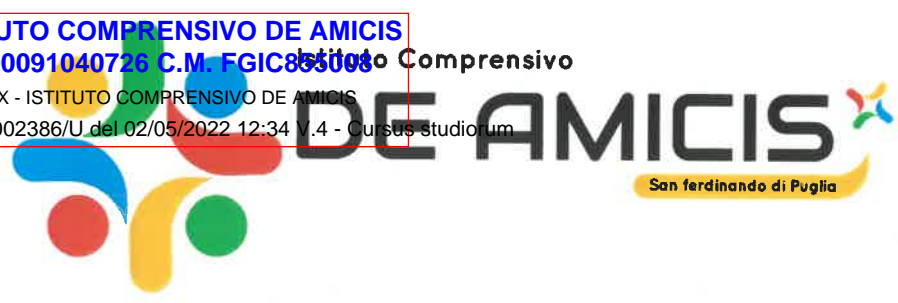 UTO COMPRENSIVO DE AMICIS
0091040726 C.M. FGIC855008
X - ISTITUTO COMPRENSIVO DE AMICIS
002386/U del 02/05/2022 12:34 V.4 - Cursus studiorum
Istituto Comprensivo
DE AMICIS
San ferdinando di Puglia